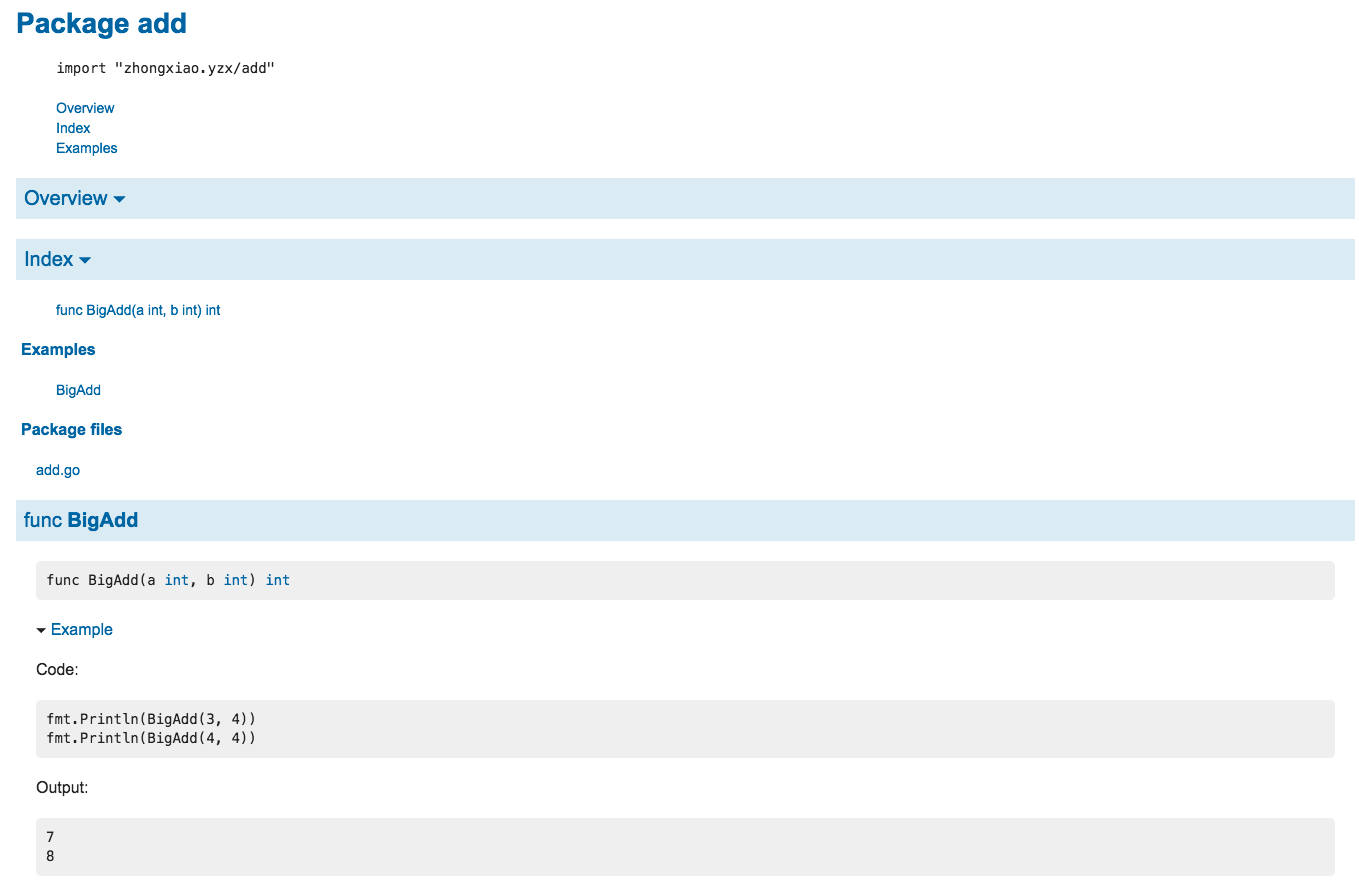 Package add
import "zhongxiao.yzx/add"
Overview
Index
Examples
Overview
Index
func BigAdd(a int, b int) int
Examples
BigAdd
Package files
add.go
func BigAdd
func BigAdd(a int, b int) int
Example
Code:
fmt.Println(BigAdd(3, 4))
fmt.Println(BigAdd(4, 4))
Output:
7
8